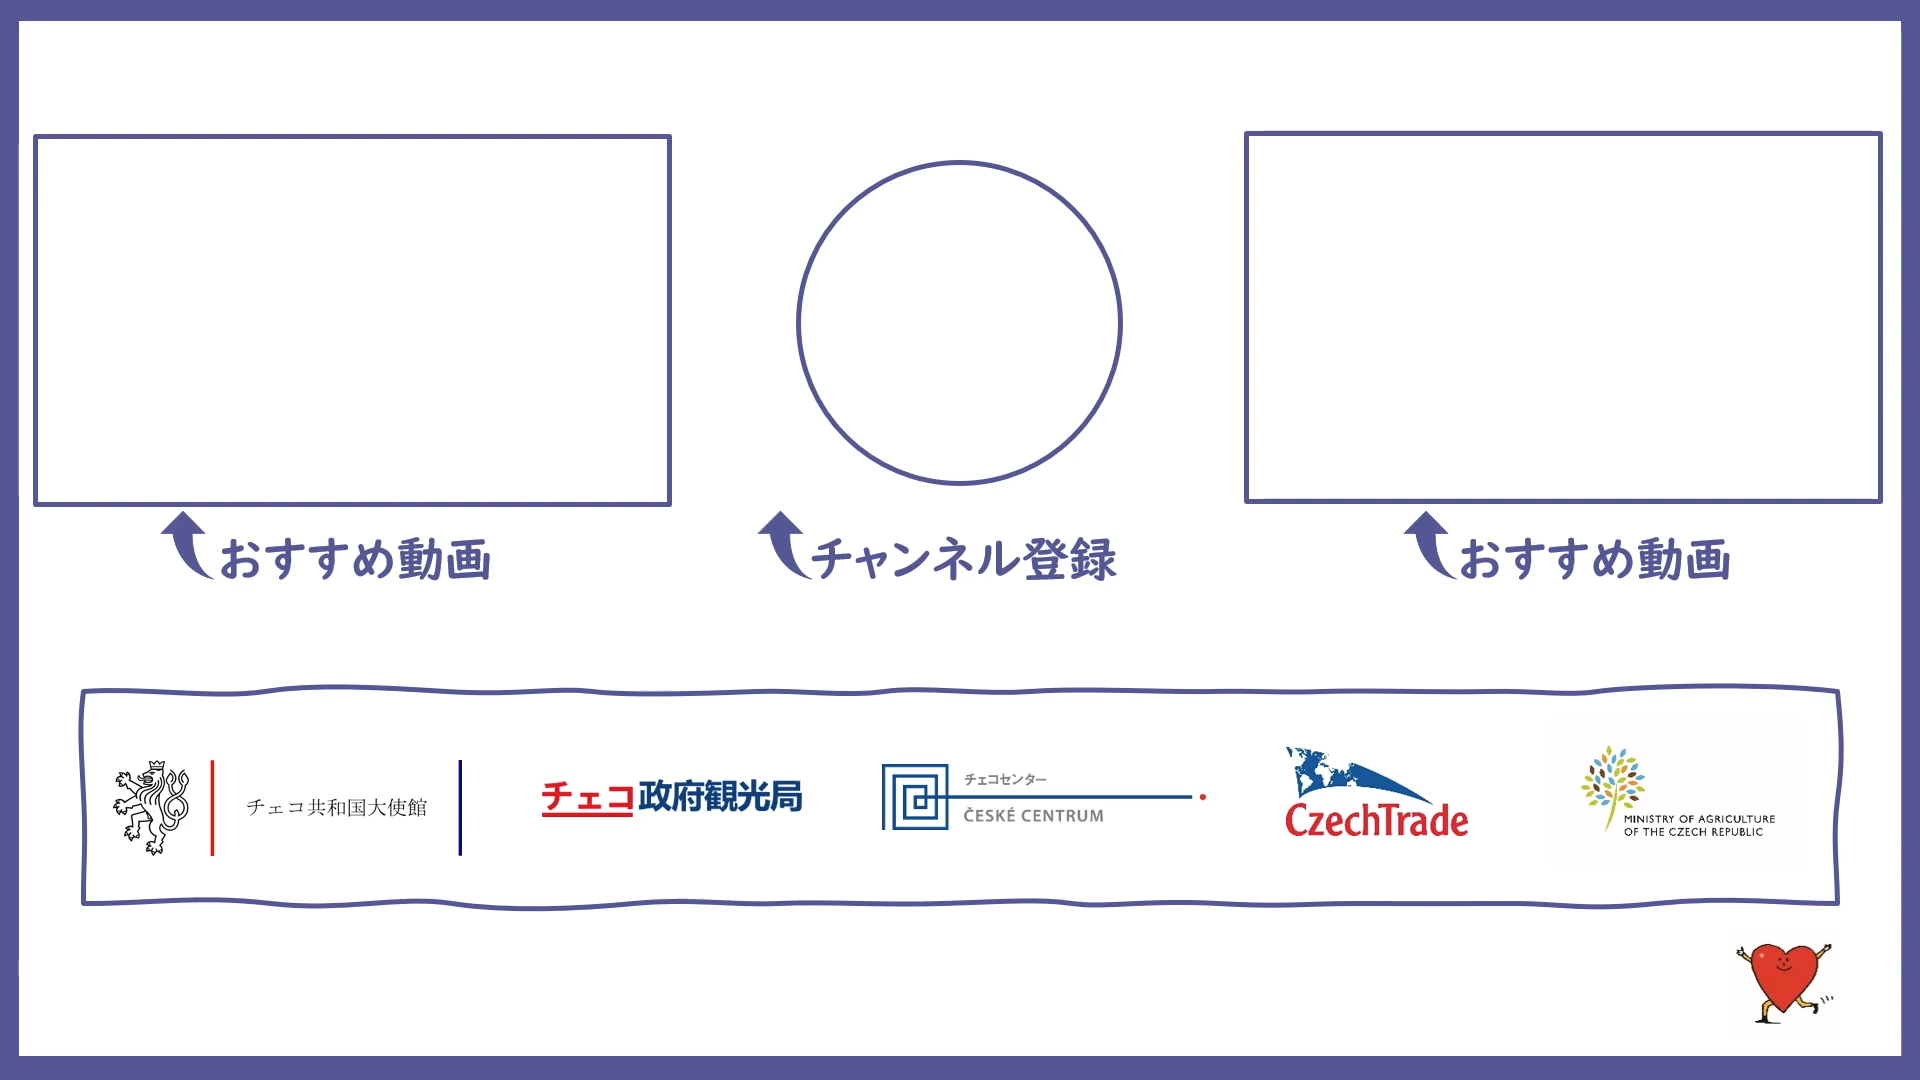 おすすめ動画
チャンネル登録
おすすめ動画
チェコ共和国大使館
チェコ政府観光局
チェコセンター
ČESKÉ CENTRUM
CzechTrade
MINISTRY OF AGRICULTURE
OF THE CZECH REPUBLIC